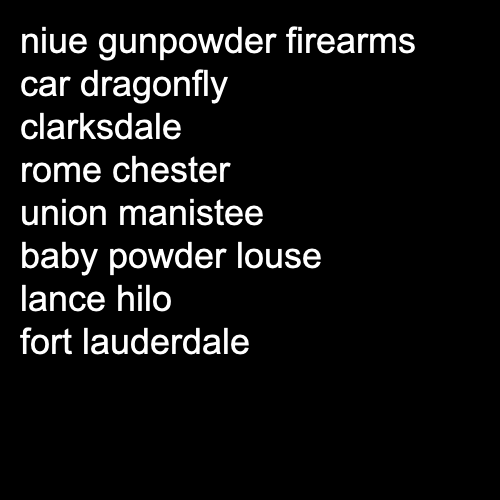 niue gunpowder firearms
car dragonfly
clarksdale
rome chester
union manistee
baby powder louse
lance hilo
fort lauderdale